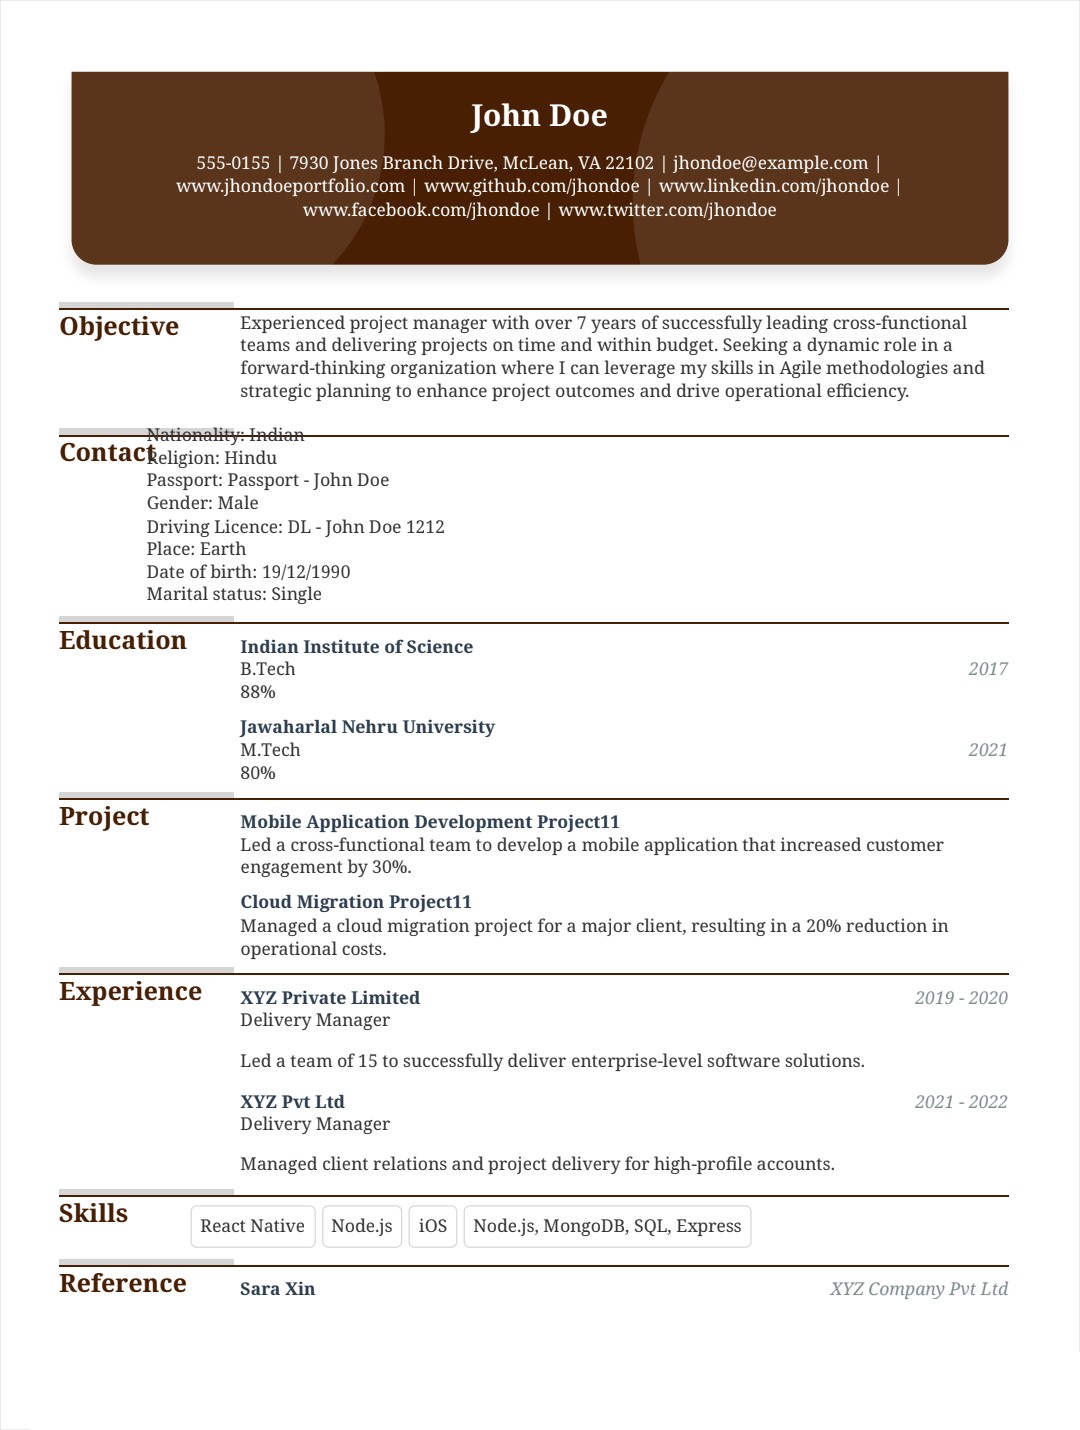 John Doe
555-0155 | 7930 Jones Branch Drive, McLean, VA 22102 | jhondoe@example.com |
www.jhondoeportfolio.com | www.github.com/jhondoe | www.linkedin.com/jhondoe |
www.facebook.com/jhondoe | www.twitter.com/jhondoe
Objective
Experienced project manager with over 7 years of successfully leading cross-functional
teams and delivering projects on time and within budget. Seeking a dynamic role in a
forward-thinking organization where I can leverage my skills in Agile methodologies and
strategic planning to enhance project outcomes and drive operational efficiency.
Contact
Nationality: Indian
Religion: Hindu
Passport: Passport - John Doe
Gender: Male
Driving Licence: DL - John Doe 1212
Place: Earth
Date of birth: 19/12/1990
Marital status: Single
Education
Indian Institute of Science
B.Tech 2017
88%
Jawaharlal Nehru University
M.Tech 2021
80%
Project
Mobile Application Development Project11
Led a cross-functional team to develop a mobile application that increased customer
engagement by 30%.
Cloud Migration Project11
Managed a cloud migration project for a major client, resulting in a 20% reduction in
operational costs.
Experience
XYZ Private Limited 2019 - 2020
Delivery Manager
Led a team of 15 to successfully deliver enterprise-level software solutions.
XYZ Pvt Ltd 2021 - 2022
Delivery Manager
Managed client relations and project delivery for high-profile accounts.
Skills
React Native Node.js iOS Node.js, MongoDB, SQL, Express
Reference
Sara Xin XYZ Company Pvt Ltd